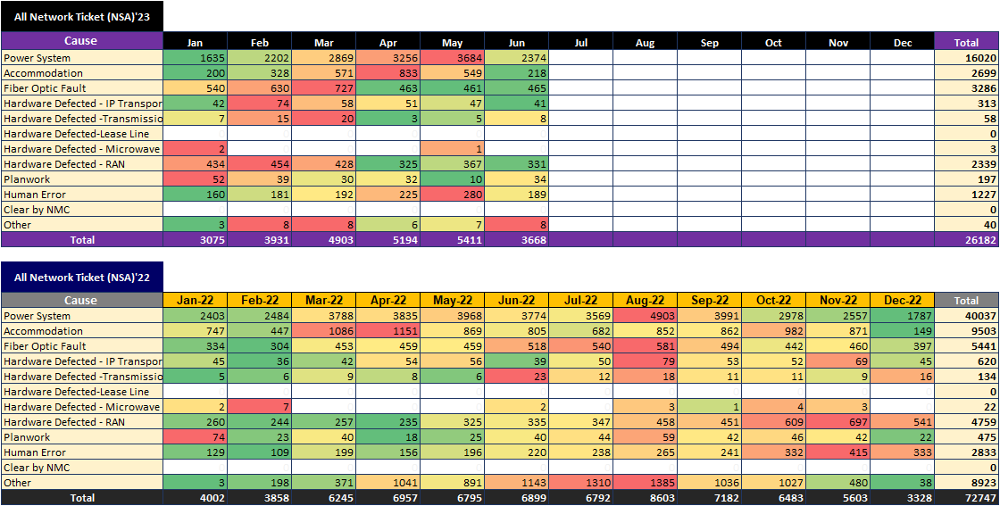 All Network Ticket (NSA)'23
Cause Jan Feb Mar Apr May Jun Jul Aug Sep Oct Nov Dec Total
Power System 1635 2202 2869 3256 3684 2374 16020
Accommodation 200 328 571 833 549 218 2699
Fiber Optic Fault 540 630 727 463 461 465 3286
Hardware Defected - IP Transpor 42 74 58 51 47 41 313
Hardware Defected -Transmissio 7 15 20 3 5 8 58
Hardware Defected-Lease Line 0
Hardware Defected - Microwave 2 1 3
Hardware Defected - RAN 434 454 428 325 367 331 2339
Planwork 52 39 30 32 10 34 197
Human Error 160 181 192 225 280 189 1227
Clear by NMC 0
Other 3 8 8 6 7 8 40
Total 3075 3931 4903 5194 5411 3668 26182
All Network Ticket (NSA)'22
Cause Jan-22 Feb-22 Mar-22 Apr-22 May-22 Jun-22 Jul-22 Aug-22 Sep-22 Oct-22 Nov-22 Dec-22 Total
Power System 2403 2484 3788 3835 3968 3774 3569 4903 3991 2978 2557 1787 40037
Accommodation 747 447 1086 1151 869 805 682 852 862 982 871 149 9503
Fiber Optic Fault 334 304 453 459 459 518 540 581 494 442 460 397 5441
Hardware Defected - IP Transpor 45 36 42 54 56 39 50 79 53 52 69 45 620
Hardware Defected -Transmissio 5 6 9 8 6 23 12 18 11 11 9 16 134
Hardware Defected-Lease Line 0
Hardware Defected - Microwave 2 7 2 3 1 4 3 22
Hardware Defected - RAN 260 244 257 235 325 335 347 458 451 609 697 541 4759
Planwork 74 23 40 18 25 40 44 59 42 46 42 22 475
Human Error 129 109 199 156 196 220 238 265 241 332 415 333 2833
Clear by NMC 0
Other 3 198 371 1041 891 1143 1310 1385 1036 1027 480 38 8923
Total 4002 3858 6245 6957 6795 6899 6792 8603 7182 6483 5603 3328 72747